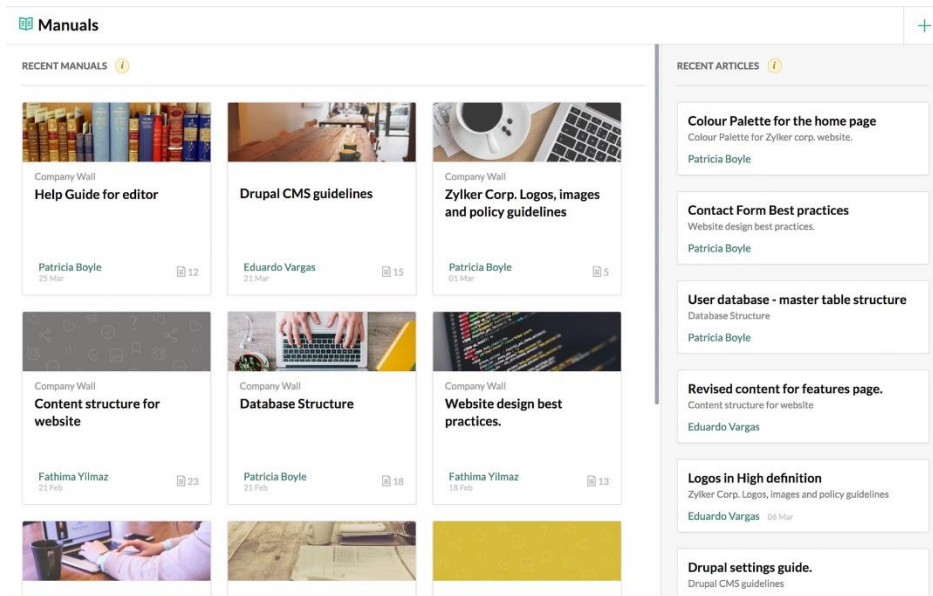 Manuals
RECENT MANUALS i
Company Wall
Help Guide for editor
Patricia Boyle
25 Mar
12
Drupal CMS guidelines
Eduardo Vargas
21 Mar
15
Company Wall
Zylker Corp. Logos, images
and policy guidelines
Patricia Boyle
01 Mar
5
Company Wall
Content structure for
website
Fathima Yilmaz
21 Feb
23
Company Wall
Database Structure
Patricia Boyle
21 Feb
18
Company Wall
Website design best
practices.
Fathima Yilmaz
18 Feb
13
RECENT ARTICLES i
Colour Palette for the home page
Colour Palette for Zylker corp. website.
Patricia Boyle
Contact Form Best practices
Website design best practices.
Patricia Boyle
User database - master table structure
Database Structure
Patricia Boyle
Revised content for features page.
Content structure for website
Eduardo Vargas
Logos in High definition
Zylker Corp. Logos, images and policy guidelines
Eduardo Vargas 06 Mar
Drupal settings guide.
Drupal CMS guidelines